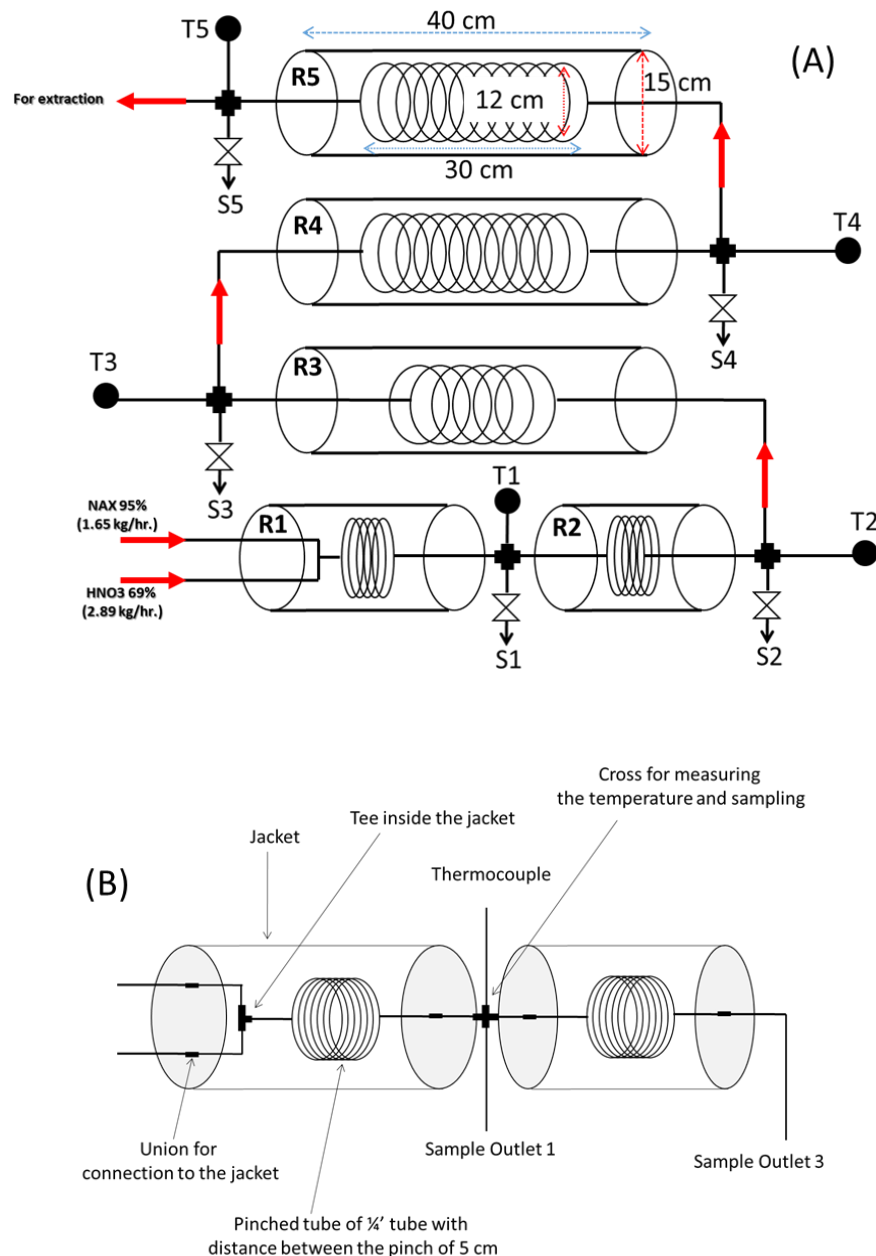 40 cm
T5
(A)
R5
15 cm
For extraction
12 cm
30 cm
S5
R4
T4
S4
T3
R3
S3
T1
NAX 95%
(1.65 kg/hr.)
R1
R2
T2
HNO3 69%
(2.89 kg/hr.)
S1
S2
Cross for measuring
the temperature and sampling
Tee inside the jacket
Jacket
(B)
Thermocouple
Union for
connection to the jacket
Sample Outlet 1
Sample Outlet 3
Pinched tube of ¼’ tube with
distance between the pinch of 5 cm